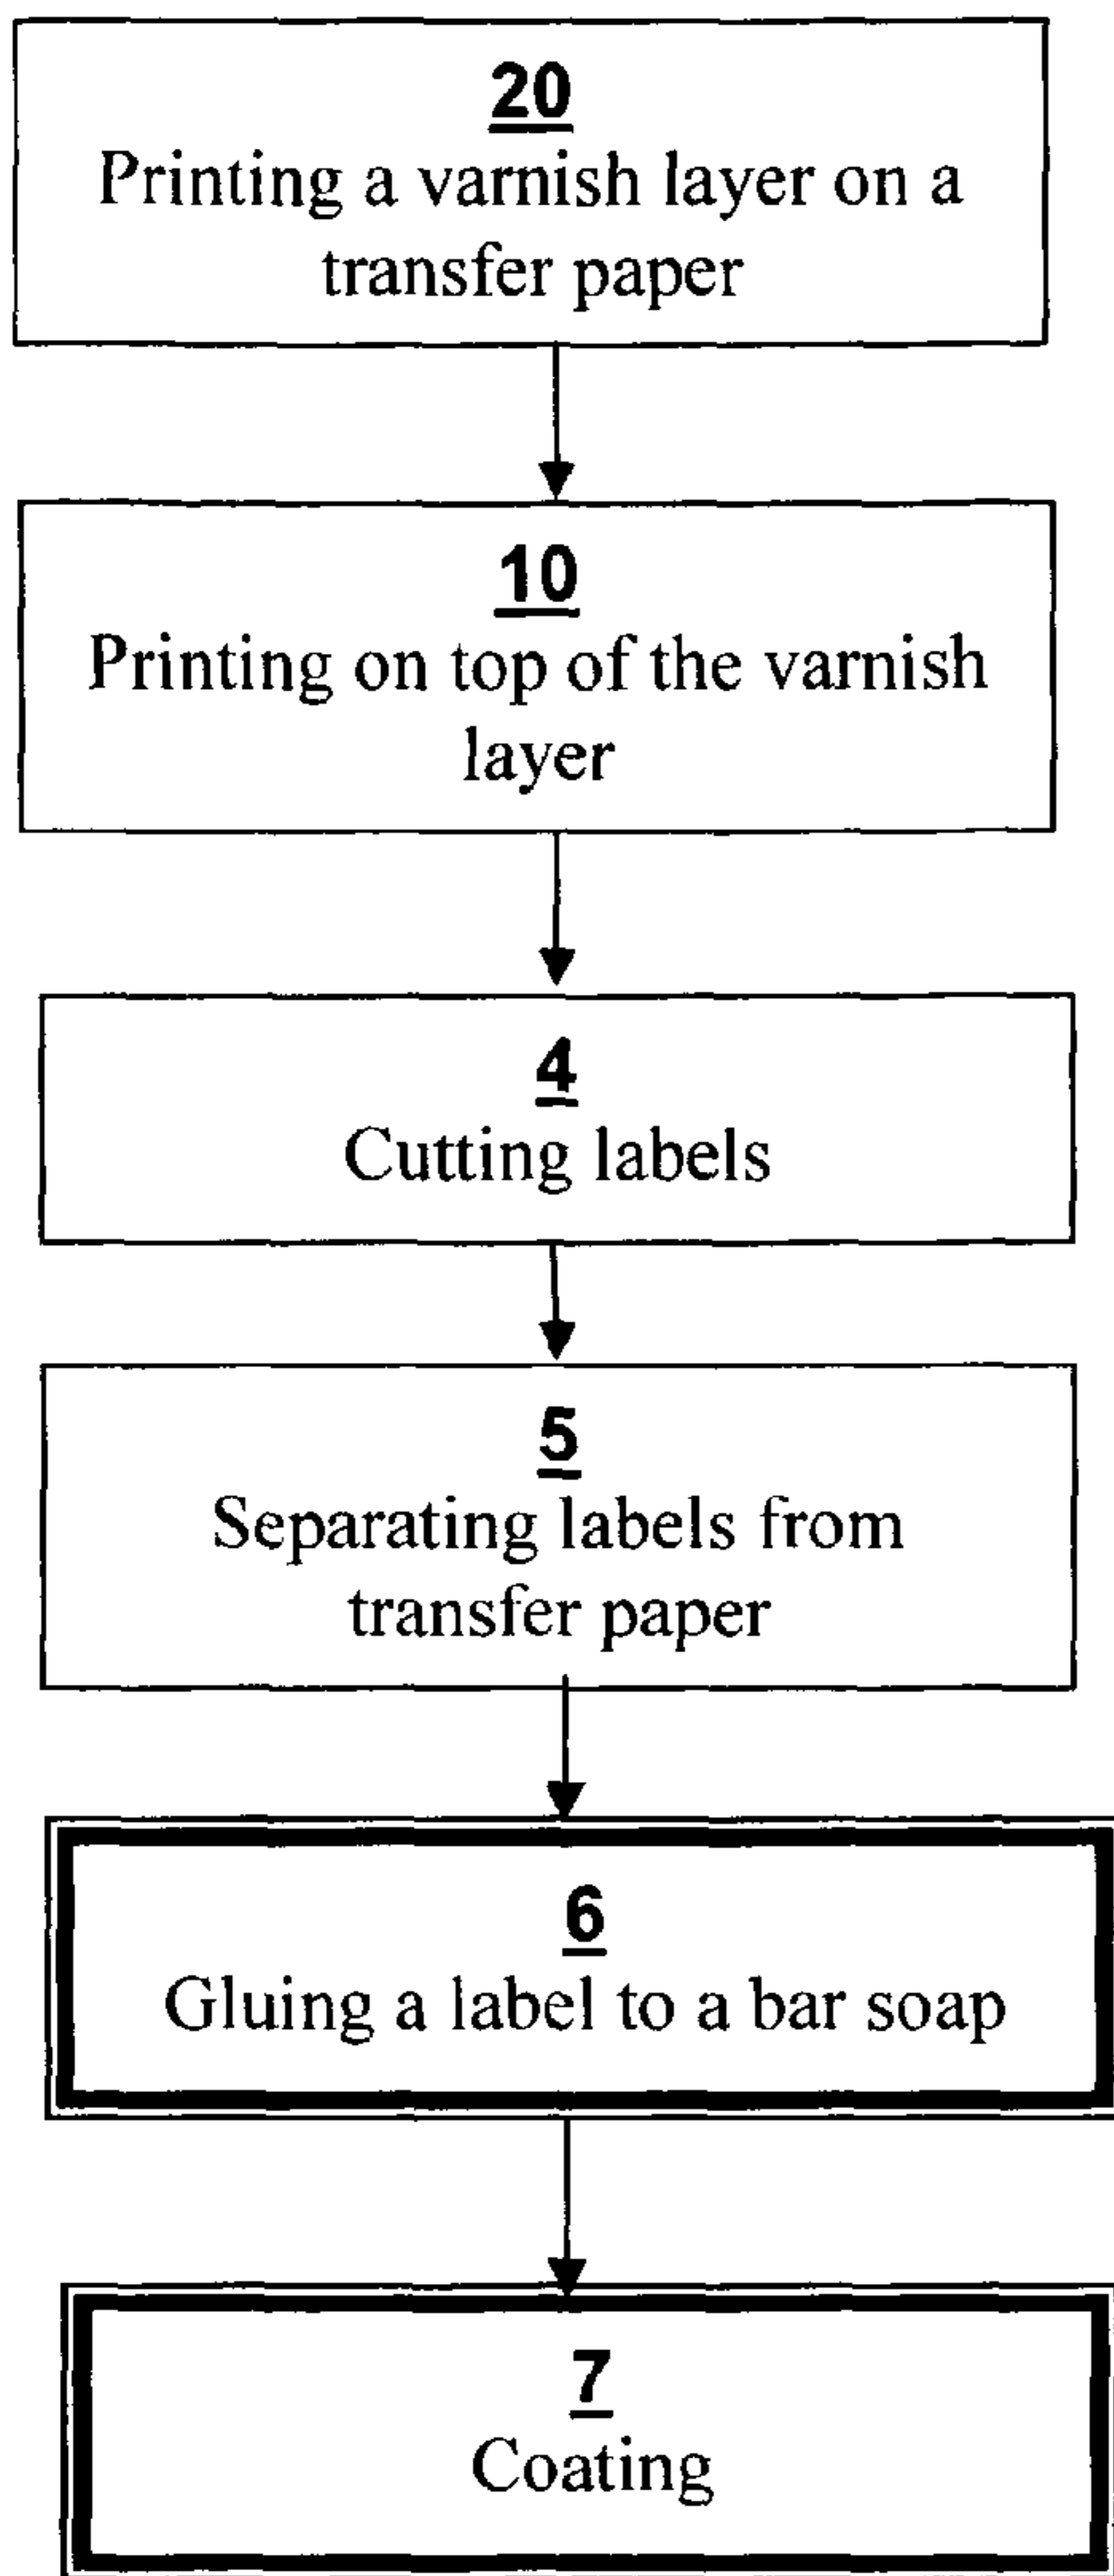 20
Printing a varnish layer on a
transfer paper
10
Printing on top of the varnish
layer
4
Cutting labels
5
Separating labels from
transfer paper
6
Gluing a label to a bar soap
7
Coating